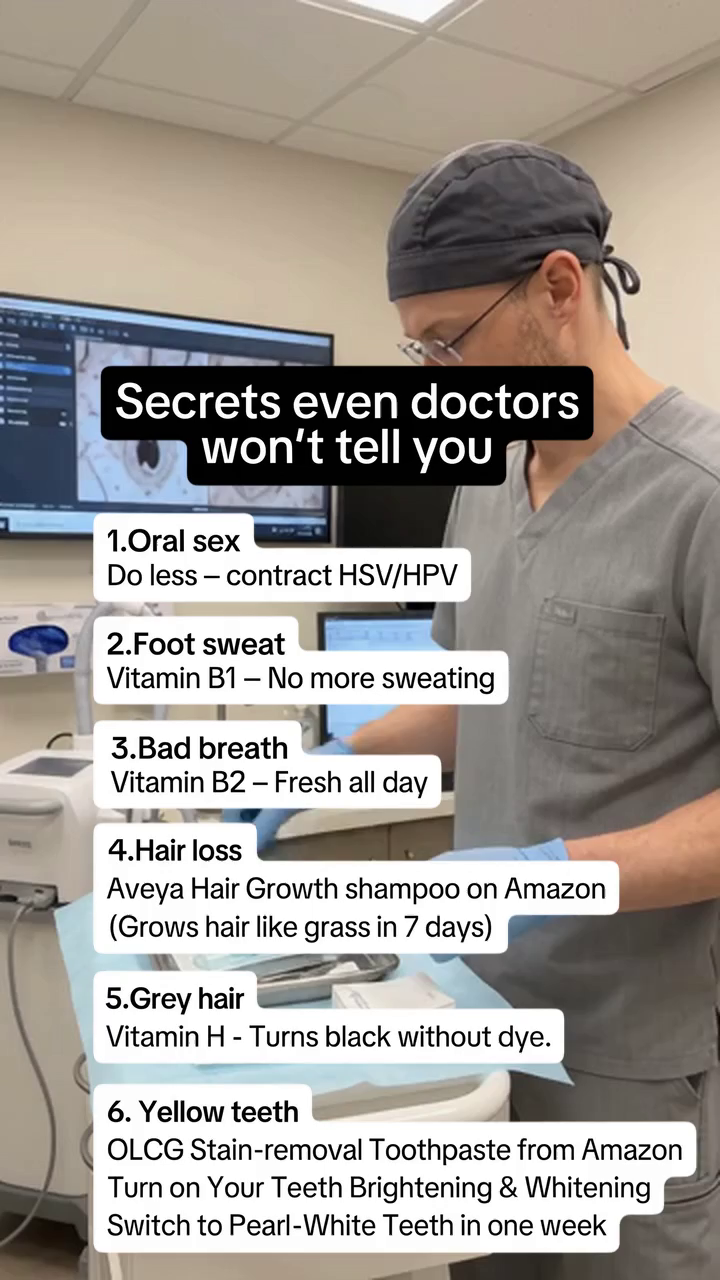 Secrets even doctors
won't tell you
1.Oral sex
Do less – contract HSV/HPV
2.Foot sweat
Vitamin B1 – No more sweating
3.Bad breath
Vitamin B2 – Fresh all day
4.Hair loss
Aveya Hair Growth shampoo on Amazon
(Grows hair like grass in 7 days)
5.Grey hair
Vitamin H - Turns black without dye.
6. Yellow teeth
OLCG Stain-removal Toothpaste from Amazon
Turn on Your Teeth Brightening & Whitening
Switch to Pearl-White Teeth in one week